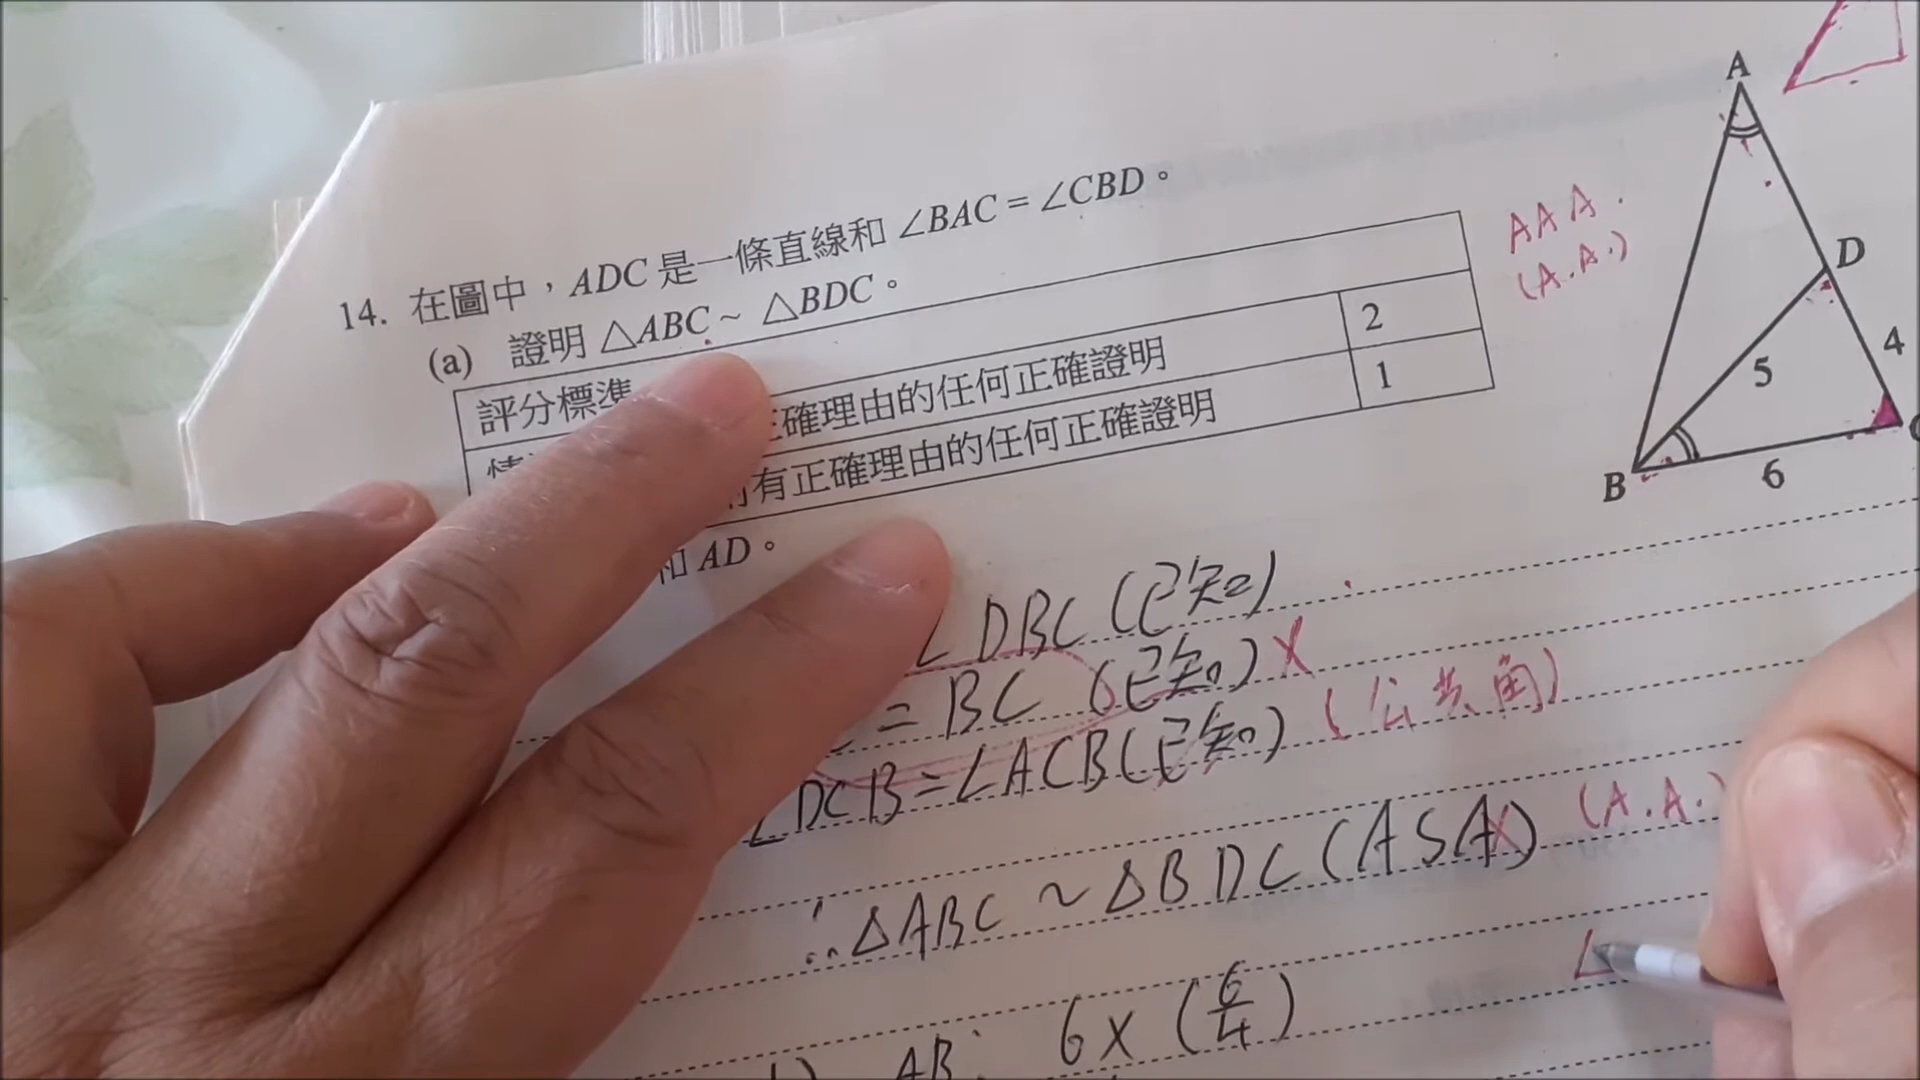 14. 在圖中，ADC 是一條直線和 ∠BAC = ∠CBD。
(a) 證明 △ABC ~ △BDC。
評分標準
正確理由的任何正確證明 2
有正確理由的任何正確證明 1
和 AD。
AAA.
(A.A.)
A
D
4
5
B
6
∠DBC (已知)
= BC (已知) X
∠DCB = ∠ACB (已知) (公共角)
∴ △ABC ~ △BDC (ASA) (A.A.)
AB: 6 x (6/4)